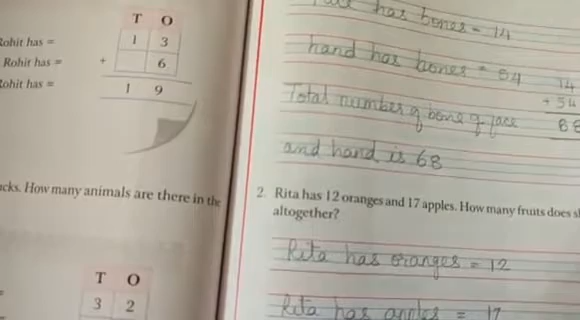 T O
Rohit has =
1 3
Rohit has =
+ 6
Rohit has =
1 9
cks. How many animals are there in the
T O
3 2
has bones = 14
hand has bones = 54
14
+ 54
68
Total number of bone of face
and hand is 68
2. Rita has 12 oranges and 17 apples. How many fruits does
altogether?
Rita has oranges = 12
Rita has apples = 17